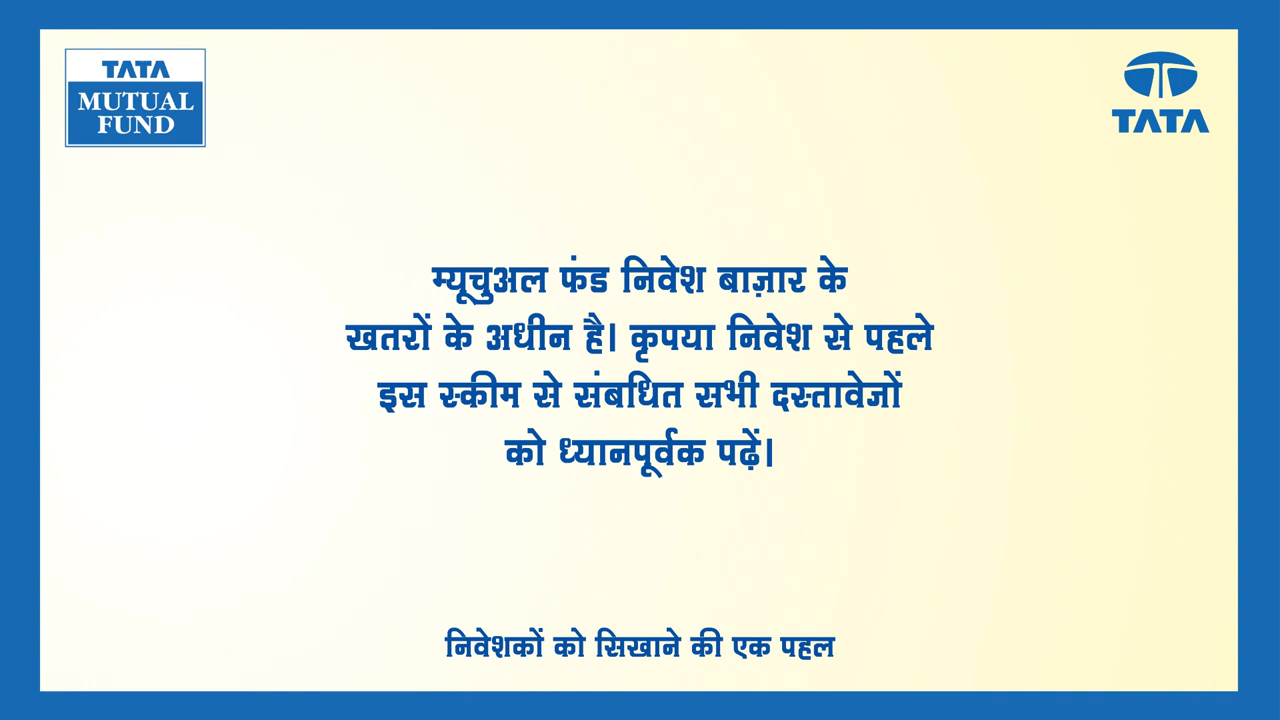 TATA
MUTUAL
FUND
TATA
म्यूचुअल फंड निवेश बाज़ार के
खतरों के अधीन है। कृपया निवेश से पहले
इस स्कीम से संबधित सभी दस्तावेजों
को ध्यानपूर्वक पढ़ें।
निवेशकों को सिखाने की एक पहल